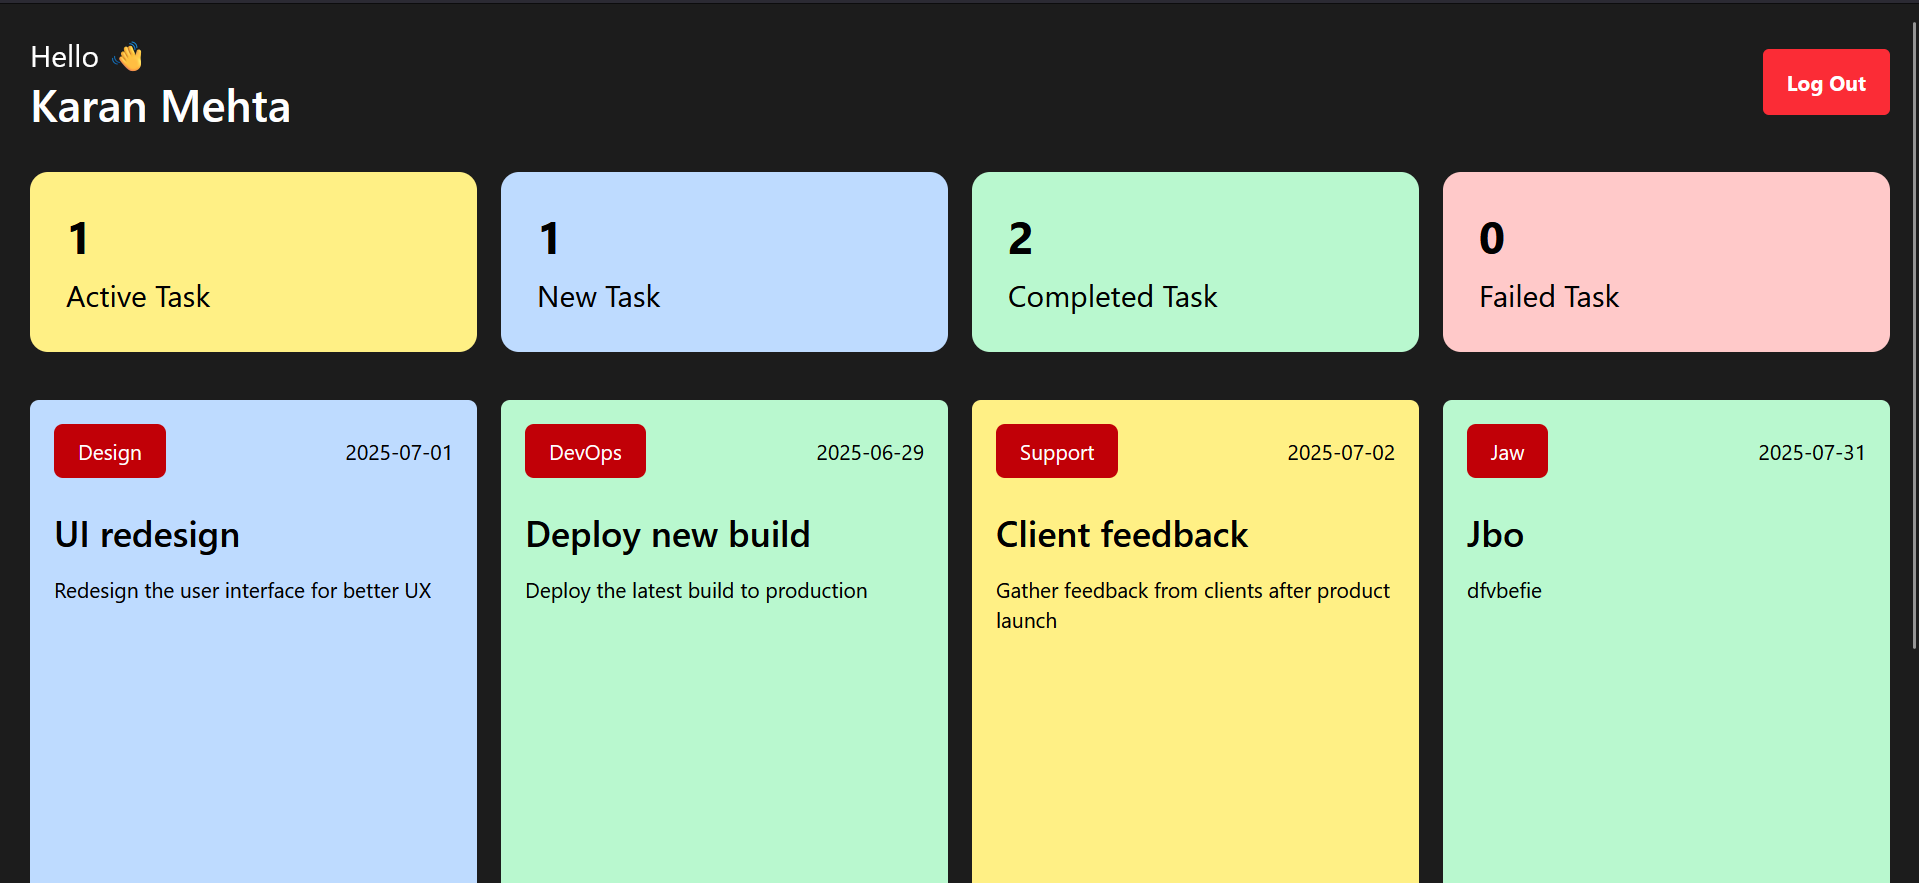 Hello 👋
Karan Mehta
Log Out
1
Active Task
1
New Task
2
Completed Task
0
Failed Task
Design
2025-07-01
UI redesign
Redesign the user interface for better UX
DevOps
2025-06-29
Deploy new build
Deploy the latest build to production
Support
2025-07-02
Client feedback
Gather feedback from clients after product
launch
Jaw
2025-07-31
Jbo
dfvbefie